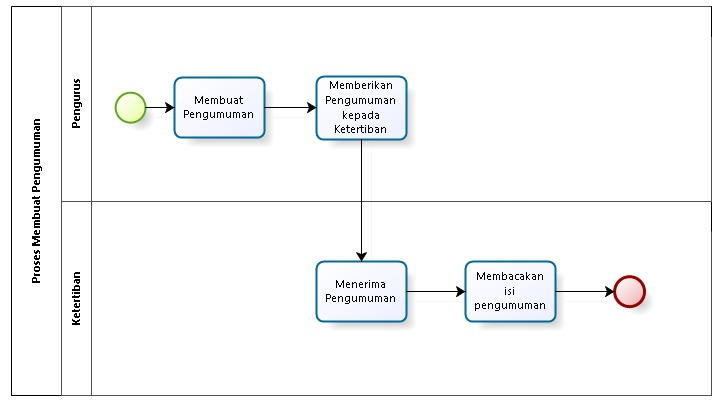 Proses Membuat Pengumuman
Pengurus
Membuat
Pengumuman
Memberikan
Pengumuman
kepada
Ketertiban
Ketertiban
Menerima
Pengumuman
Membacakan
isi
pengumuman